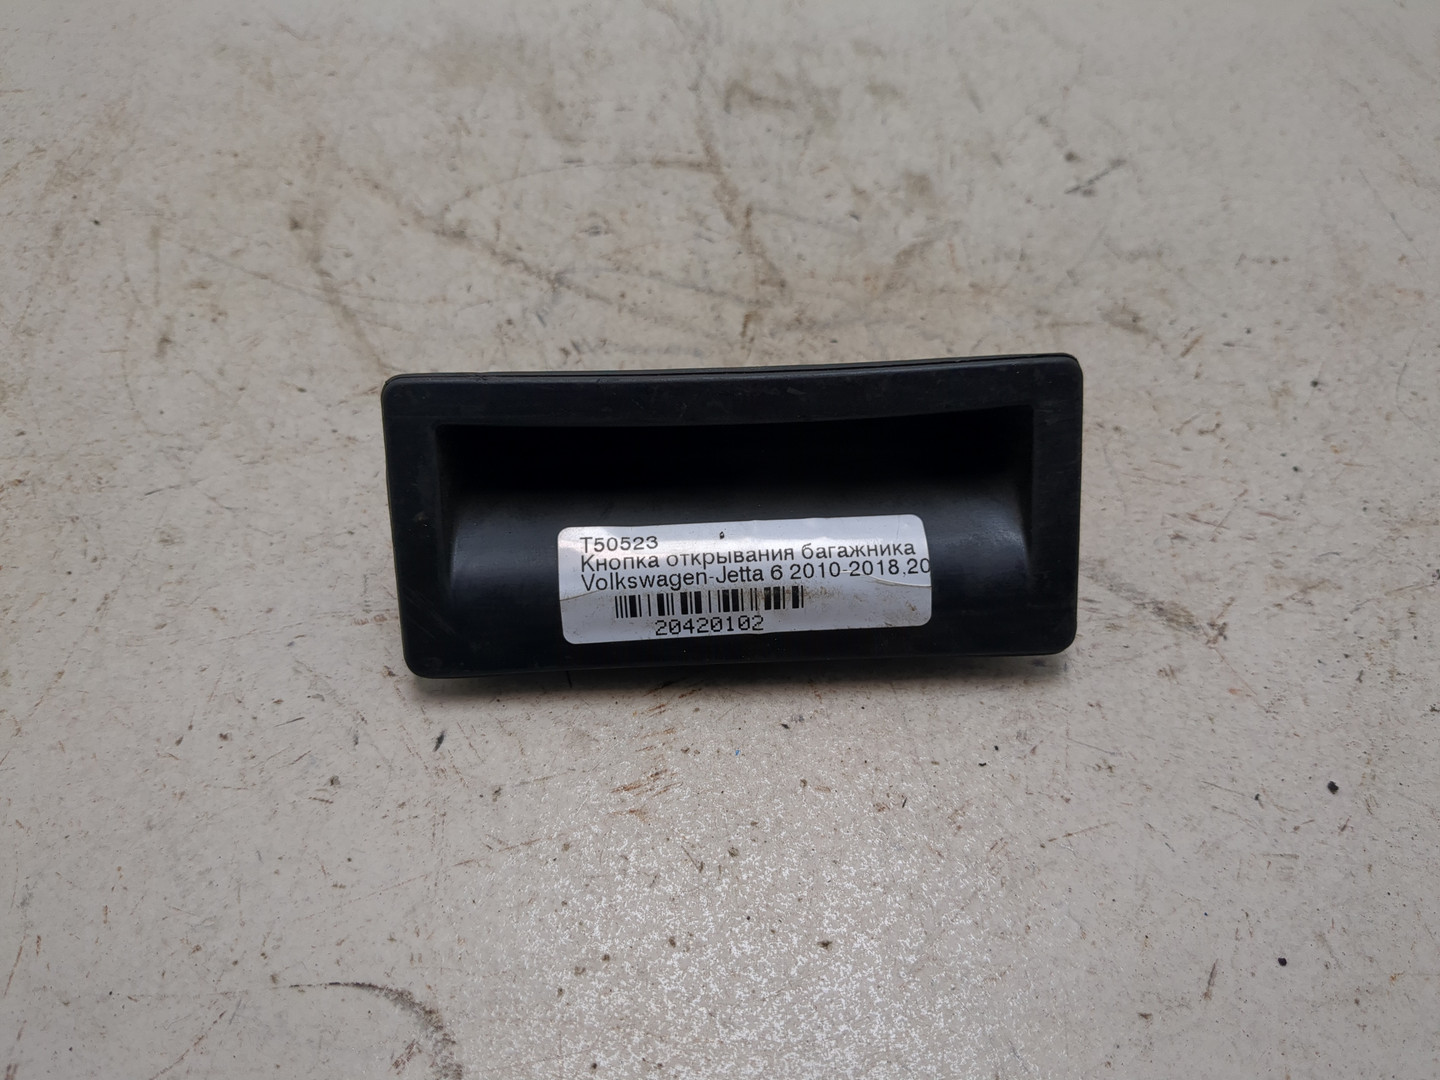 T50523
Кнопка открывания багажника
Volkswagen-Jetta 6 2010-2018,20
20420102